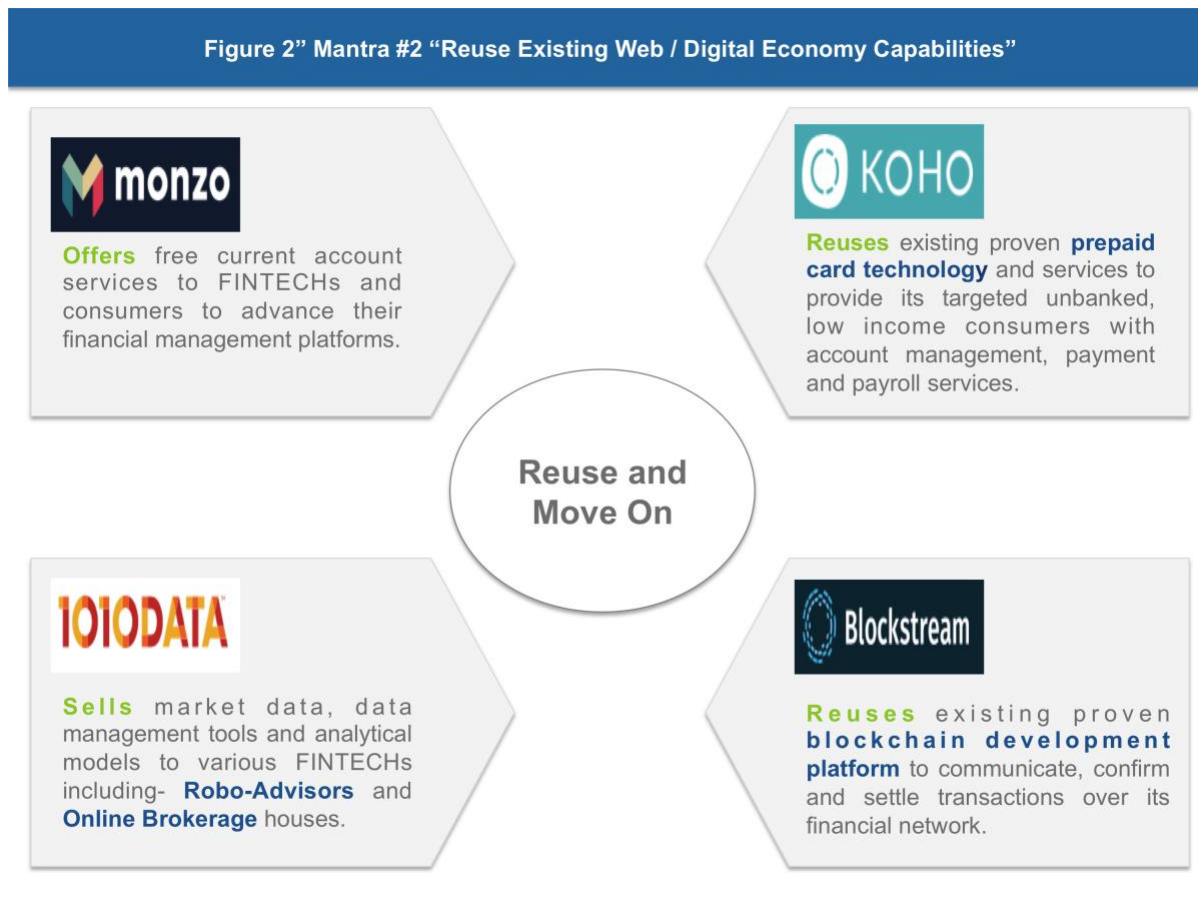 Figure 2” Mantra #2 “Reuse Existing Web / Digital Economy Capabilities”
monzo
Offers free current account
services to FINTECHs and
consumers to advance their
financial management platforms.
KOHO
Reuses existing proven prepaid
card technology and services to
provide its targeted unbanked,
low income consumers with
account management, payment
and payroll services.
Reuse and
Move On
1010DATA
Sells market data, data
management tools and analytical
models to various FINTECHs
including- Robo-Advisors and
Online Brokerage houses.
Blockstream
Reuses existing proven
blockchain development
platform to communicate, confirm
and settle transactions over its
financial network.